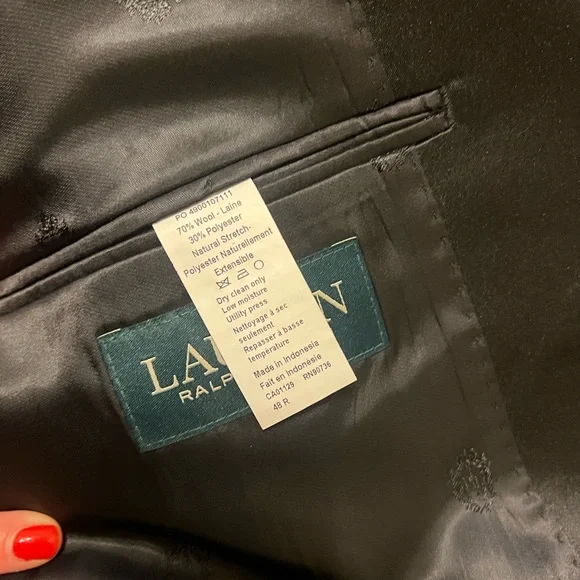 PO 4900107111
70% Wool - Laine
30% Polyester
Natural Stretch-
Polyester Naturellement
Extensible
Dry clean only
Low moisture
Utility press
Nettoyage à sec
seulement
Repasser à basse
température
Made in Indonesia
Fait en Indonésie
CA01129 RN90736
48 R
LAU N
RALP